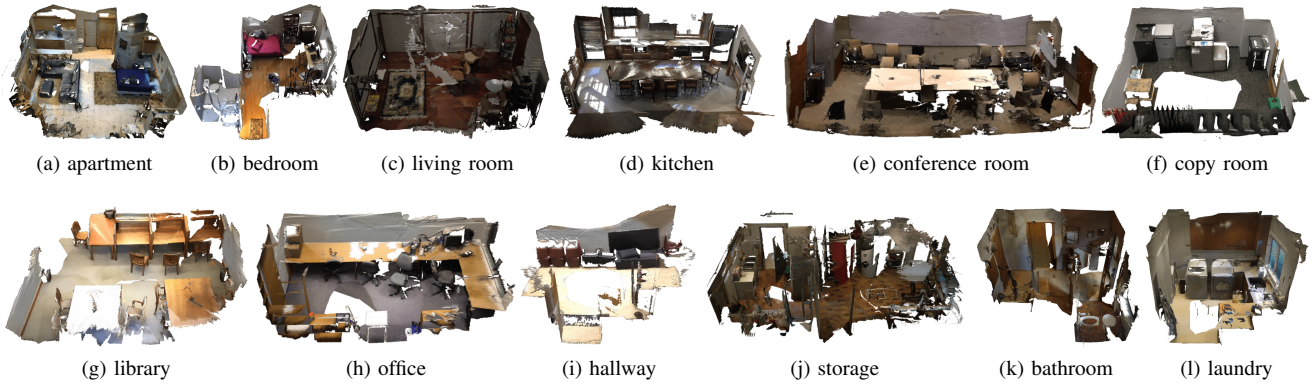 (a) apartment (b) bedroom (c) living room (d) kitchen (e) conference room (f) copy room
(g) library (h) office (i) hallway (j) storage (k) bathroom (l) laundry